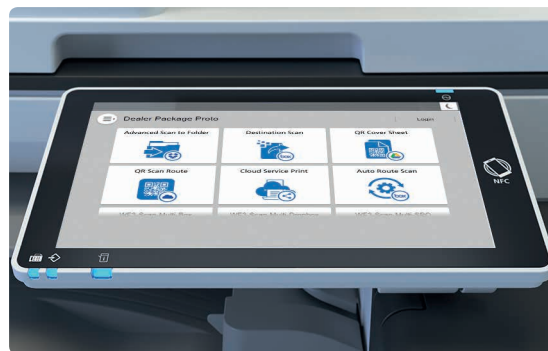 Dealer Package Proto
Login
Advanced Scan to Folder
Destination Scan
QR Cover Sheet
QR Scan Route
Cloud Service Print
Auto Route Scan
NFC